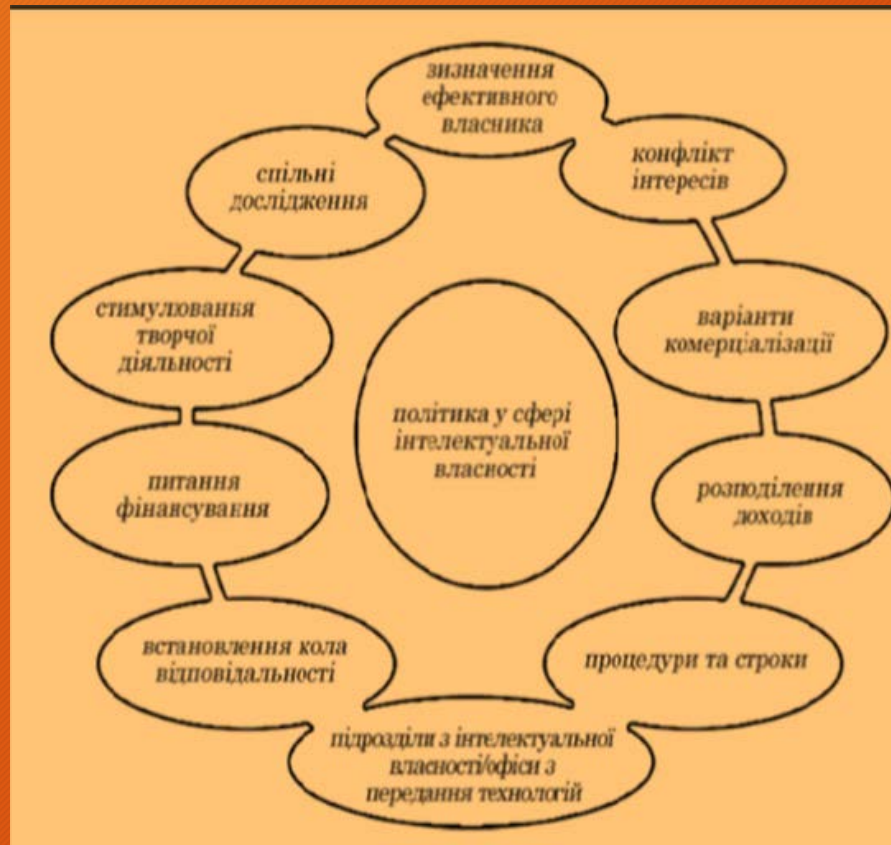 зизначення
ефективного
власника
конфлікт
інтересів
варіанти
комерціалізації
розподілення
доходів
процедури та строки
підрозділи з інтелектуальної
власності/офіси з
передання технологій
встановлення кола
відповідальності
питання
фінансування
стимулювання
творчої
діяльності
спільні
дослідження
політика у сфері
інтелектуальної
власності